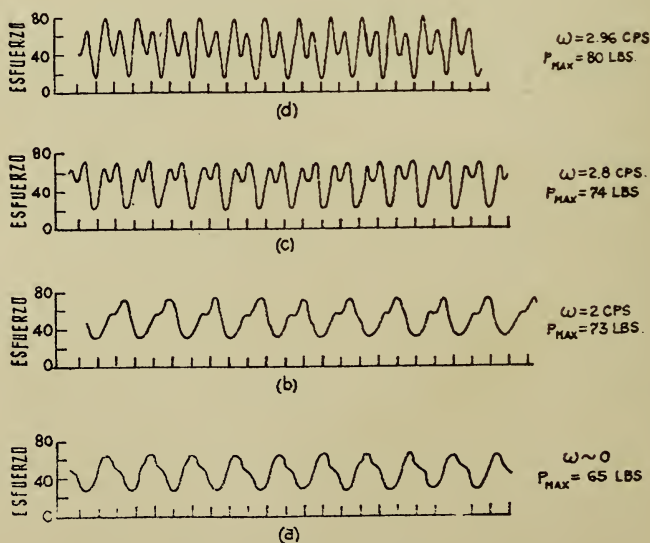 ESFUERZO
80
40
0
ω = 2.96 CPS
PMAX = 80 LBS.
(d)
ESFUERZO
80
40
0
ω = 2.8 CPS.
PMAX = 74 LBS
(c)
ESFUERZO
80
40
0
ω = 2 CPS
PMAX = 73 LBS.
(b)
ESFUERZO
80
40
C
ω ~ 0
PMAX = 65 LBS
(a)